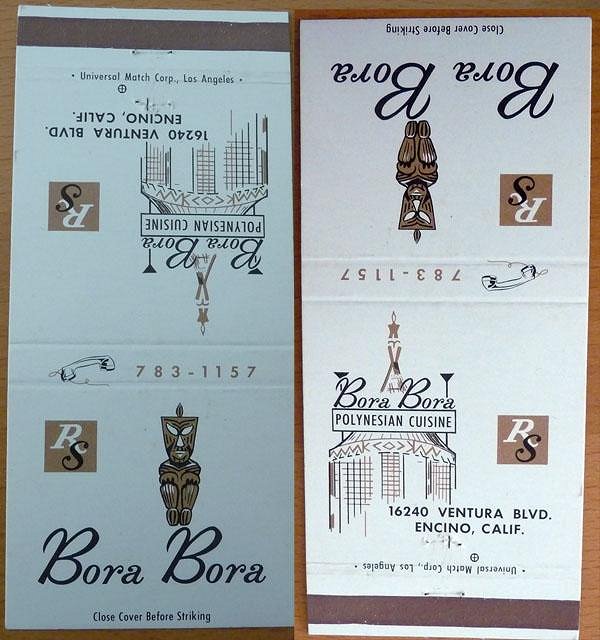 • Universal Match Corp., Los Angeles •
16240 VENTURA BLVD.
ENCINO, CALIF.
RS
Bora Bora
POLYNESIAN CUISINE
783-1157
RS
Bora Bora
Close Cover Before Striking
Close Cover Before Striking
Bora Bora
RS
783-1157
Bora Bora
POLYNESIAN CUISINE
RS
16240 VENTURA BLVD.
ENCINO, CALIF.
• Universal Match Corp., Los Angeles •